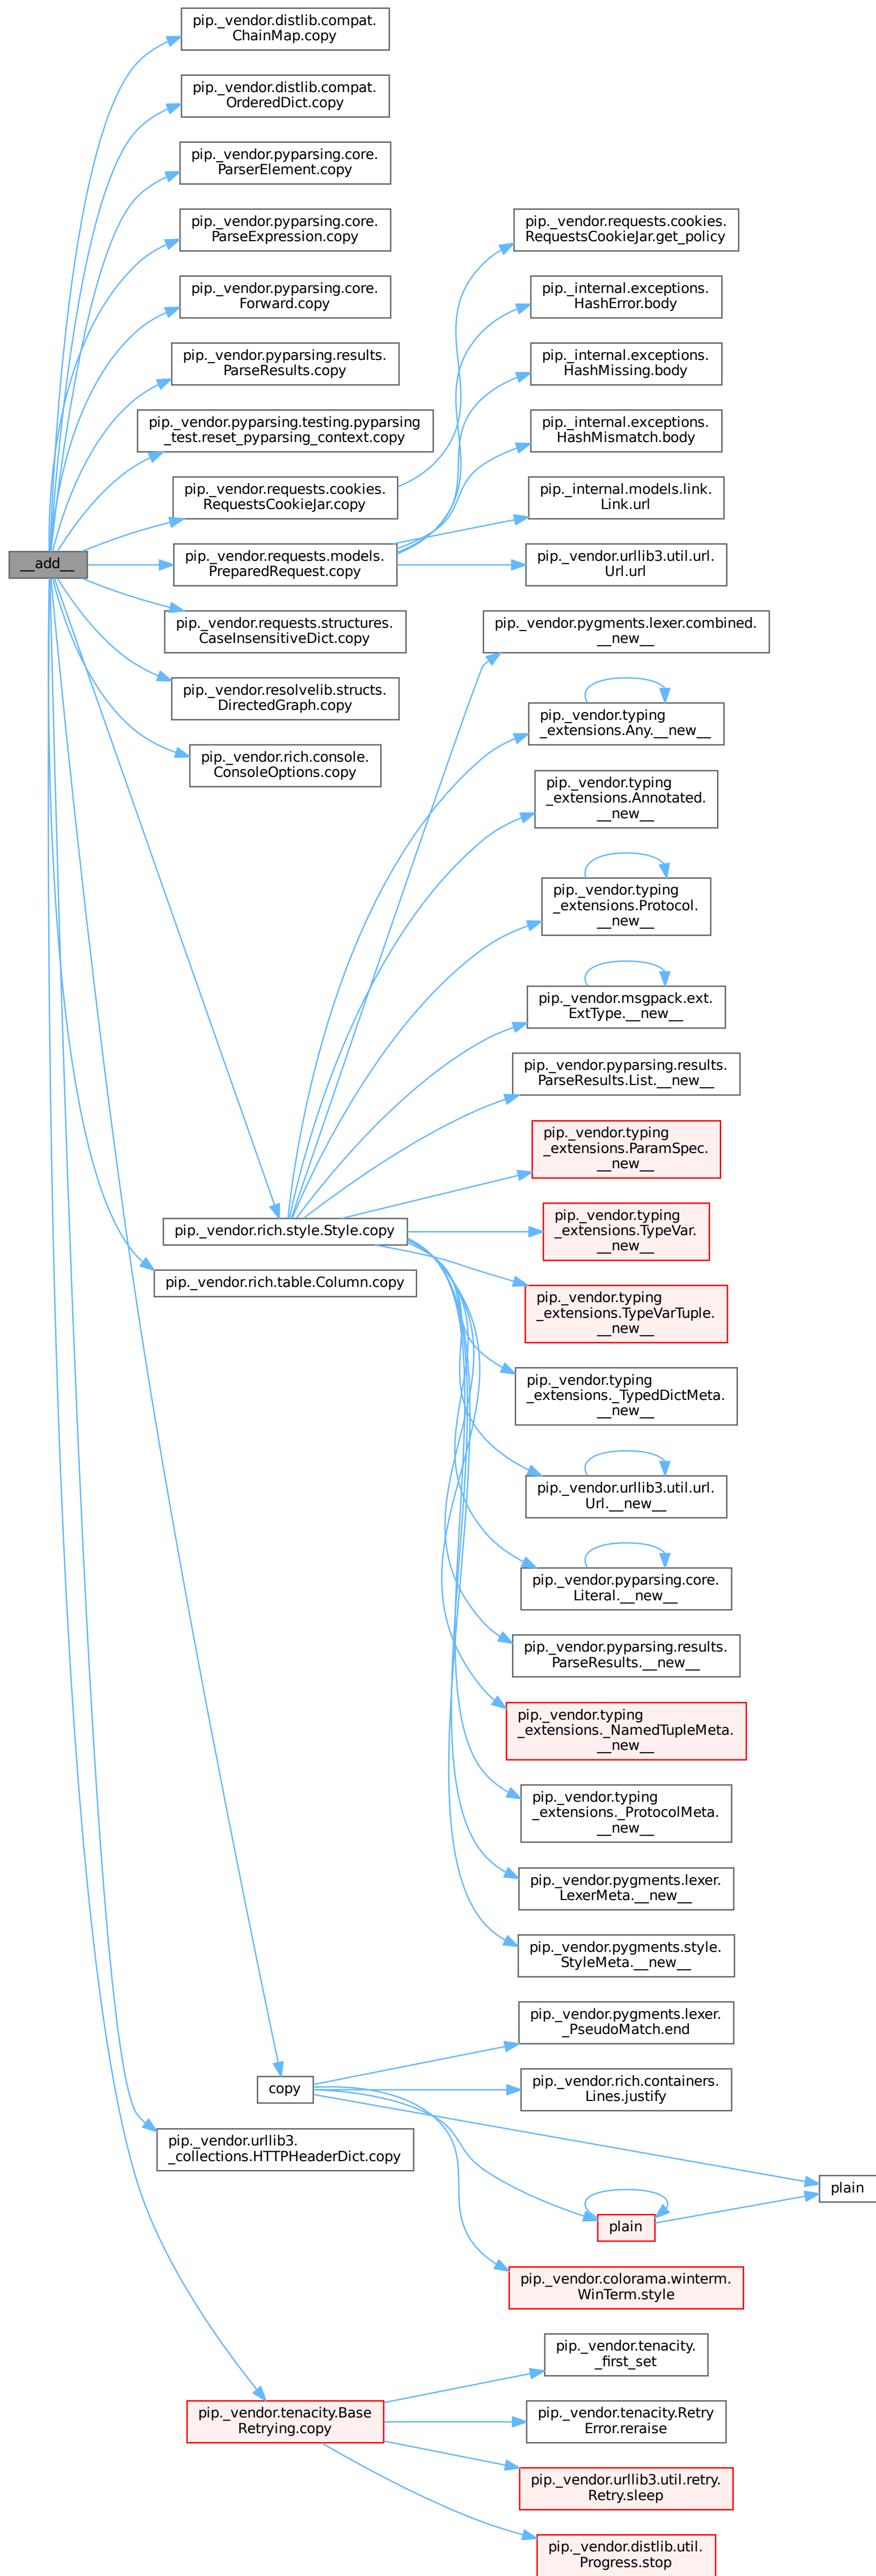 __add__
pip._vendor.distlib.compat.
ChainMap.copy
pip._vendor.distlib.compat.
OrderedDict.copy
pip._vendor.pyparsing.core.
ParserElement.copy
pip._vendor.pyparsing.core.
ParseExpression.copy
pip._vendor.pyparsing.core.
Forward.copy
pip._vendor.pyparsing.results.
ParseResults.copy
pip._vendor.pyparsing.testing.pyparsing
_test.reset_pyparsing_context.copy
pip._vendor.requests.cookies.
RequestsCookieJar.copy
pip._vendor.requests.models.
PreparedRequest.copy
pip._vendor.requests.structures.
CaseInsensitiveDict.copy
pip._vendor.resolvelib.structs.
DirectedGraph.copy
pip._vendor.rich.console.
ConsoleOptions.copy
pip._vendor.rich.style.Style.copy
pip._vendor.rich.table.Column.copy
copy
pip._vendor.urllib3.
_collections.HTTPHeaderDict.copy
pip._vendor.tenacity.Base
Retrying.copy
pip._vendor.requests.cookies.
RequestsCookieJar.get_policy
pip._internal.exceptions.
HashError.body
pip._internal.exceptions.
HashMissing.body
pip._internal.exceptions.
HashMismatch.body
pip._internal.models.link.
Link.url
pip._vendor.urllib3.util.url.
Url.url
pip._vendor.pygments.lexer.combined.
__new__
pip._vendor.typing
_extensions.Any.__new__
pip._vendor.typing
_extensions.Annotated.
__new__
pip._vendor.typing
_extensions.Protocol.
__new__
pip._vendor.msgpack.ext.
ExtType.__new__
pip._vendor.pyparsing.results.
ParseResults.List.__new__
pip._vendor.typing
_extensions.ParamSpec.
__new__
pip._vendor.typing
_extensions.TypeVar.
__new__
pip._vendor.typing
_extensions.TypeVarTuple.
__new__
pip._vendor.typing
_extensions._TypedDictMeta.
__new__
pip._vendor.urllib3.util.url.
Url.__new__
pip._vendor.pyparsing.core.
Literal.__new__
pip._vendor.pyparsing.results.
ParseResults.__new__
pip._vendor.typing
_extensions._NamedTupleMeta.
__new__
pip._vendor.typing
_extensions._ProtocolMeta.
__new__
pip._vendor.pygments.lexer.
LexerMeta.__new__
pip._vendor.pygments.style.
StyleMeta.__new__
pip._vendor.pygments.lexer.
_PseudoMatch.end
pip._vendor.rich.containers.
Lines.justify
plain
plain
pip._vendor.colorama.winterm.
WinTerm.style
pip._vendor.tenacity.
_first_set
pip._vendor.tenacity.Retry
Error.reraise
pip._vendor.urllib3.util.retry.
Retry.sleep
pip._vendor.distlib.util.
Progress.stop